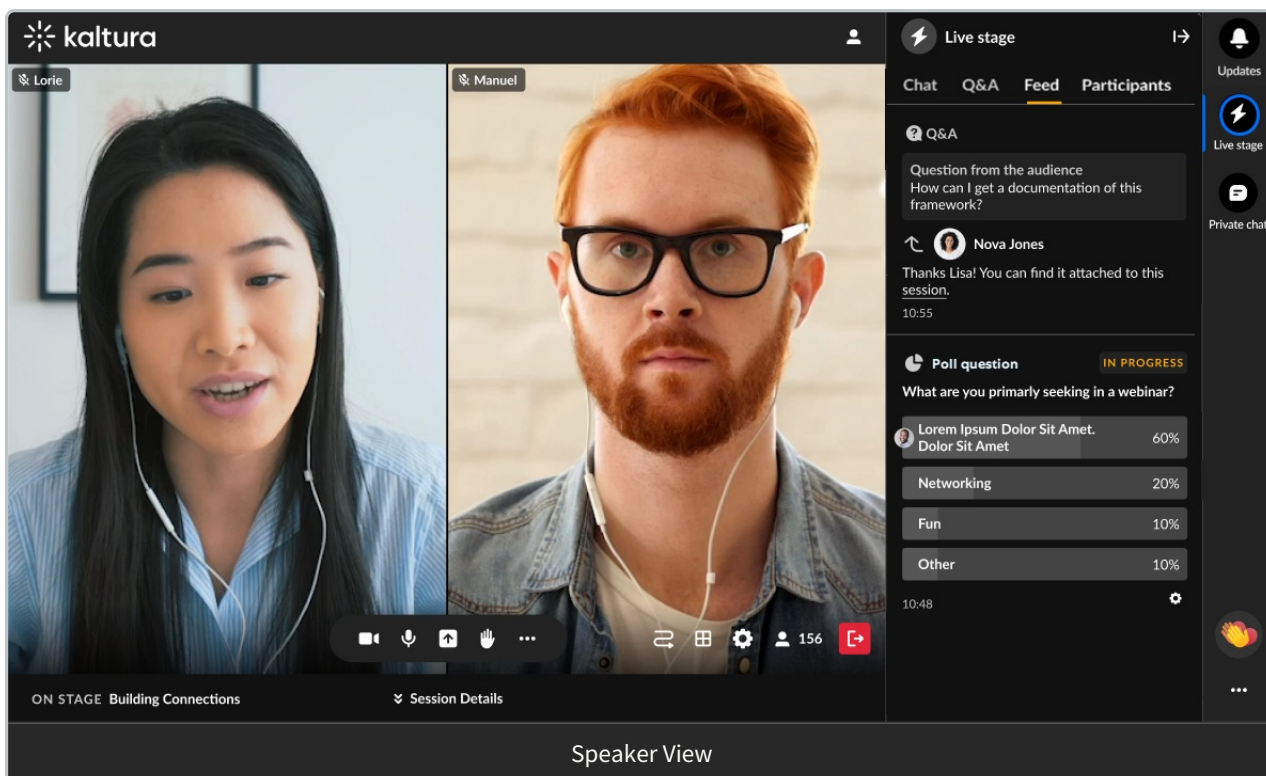 kaltura
Lorie
Manuel
Live stage
Chat Q&A Feed Participants
Q&A
Question from the audience
How can I get a documentation of this
framework?
Nova Jones
Thanks Lisa! You can find it attached to this
session.
10:55
Poll question IN PROGRESS
What are you primarly seeking in a webinar?
Lorem Ipsum Dolor Sit Amet.
Dolor Sit Amet 60%
Networking 20%
Fun 10%
Other 10%
10:48
Updates
Live stage
Private chat
156
ON STAGE Building Connections
Session Details
Speaker View